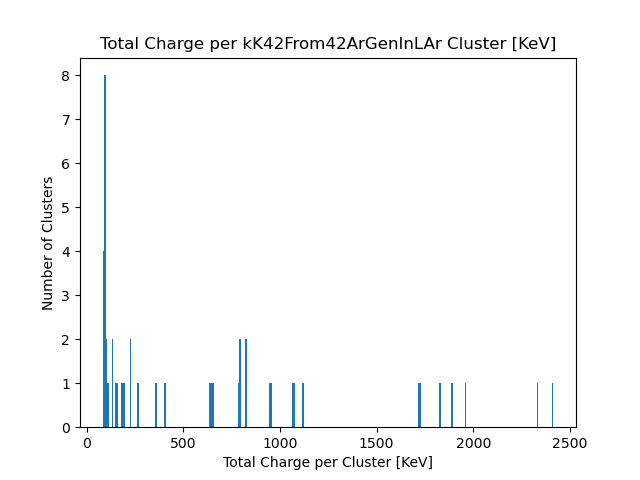 Total Charge per kK42From42ArGenInLAr Cluster [KeV]
8
7
6
5
4
3
2
1
0
Number of Clusters
0 500 1000 1500 2000 2500
Total Charge per Cluster [KeV]